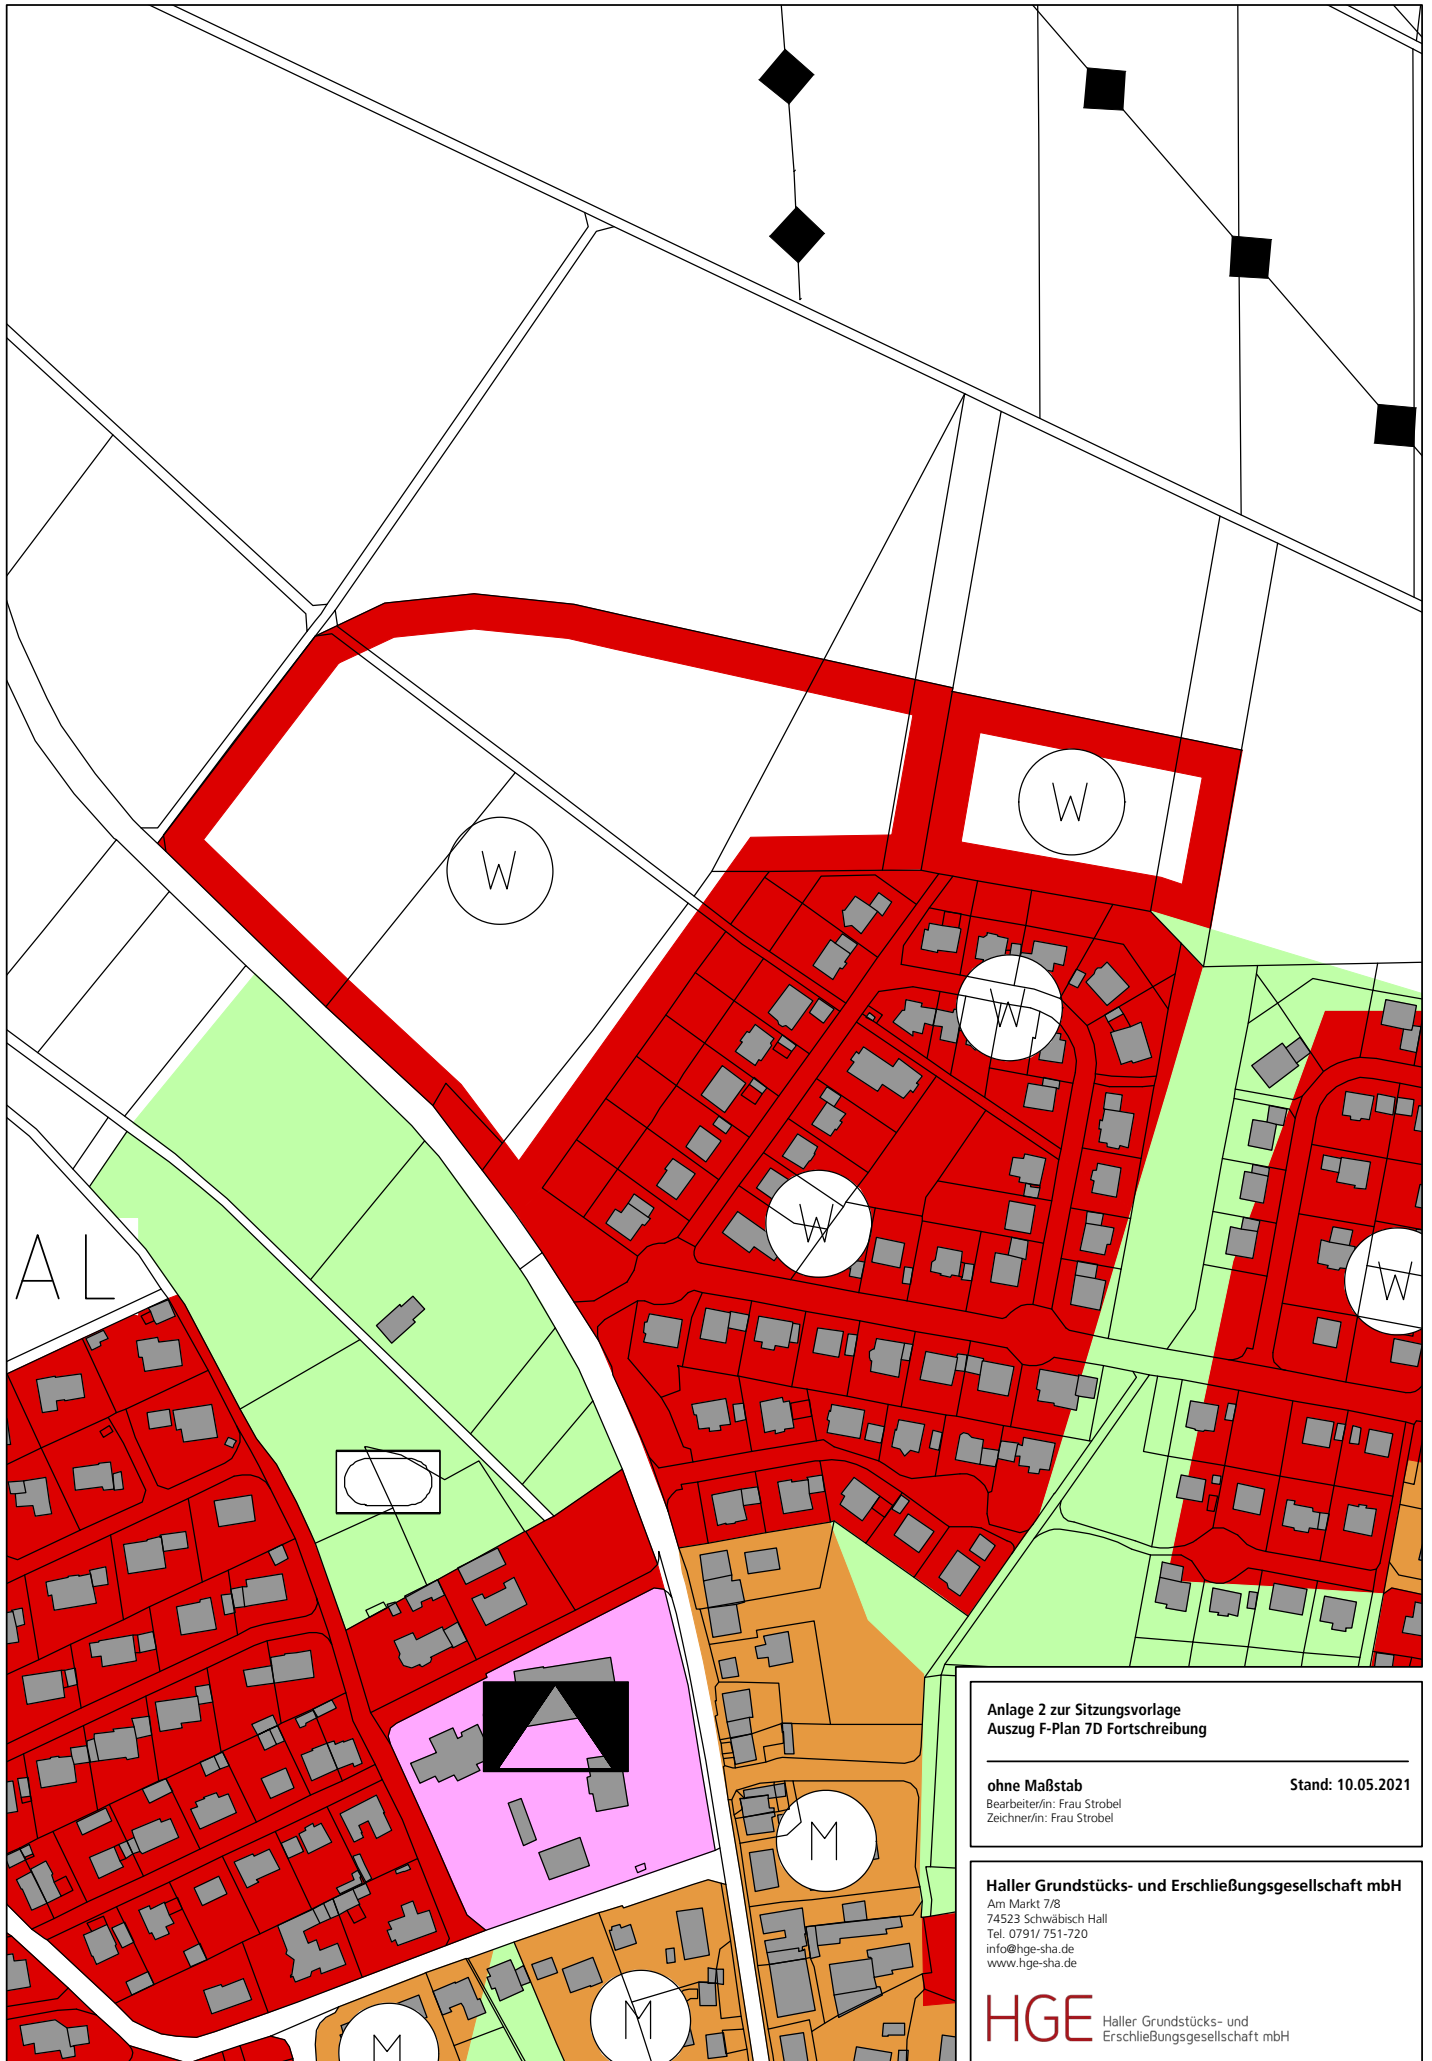 W
W
W
W
AL
W
M
M
M
Anlage 2 zur Sitzungsvorlage
Auszug F-Plan 7D Fortschreibung
ohne Maßstab Stand: 10.05.2021
Bearbeiter/in: Frau Strobel
Zeichner/in: Frau Strobel
Haller Grundstücks- und Erschließungsgesellschaft mbH
Am Markt 7/8
74523 Schwäbisch Hall
Tel. 0791/ 751-720
info@hge-sha.de
www.hge-sha.de
HGE Haller Grundstücks- und
Erschließungsgesellschaft mbH